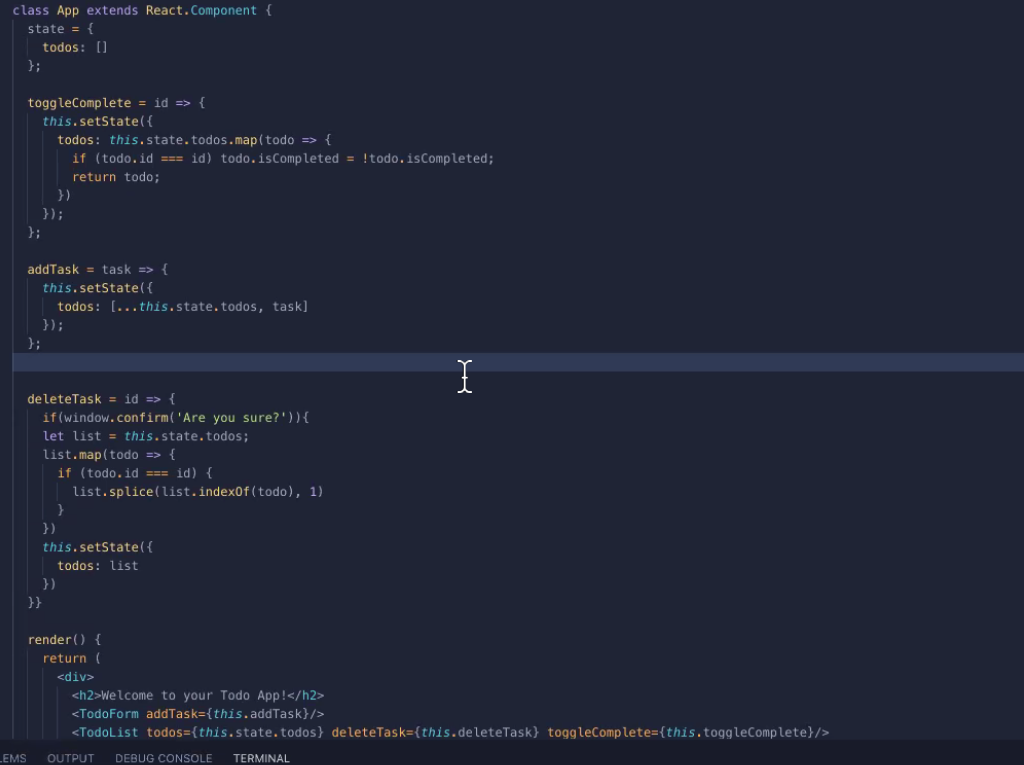 class App extends React.Component {
  state = {
    todos: []
  };

  toggleComplete = id => {
    this.setState({
      todos: this.state.todos.map(todo => {
        if (todo.id === id) todo.isCompleted = !todo.isCompleted;
        return todo;
      })
    });
  };

  addTask = task => {
    this.setState({
      todos: [...this.state.todos, task]
    });
  };

  deleteTask = id => {
    if(window.confirm('Are you sure?')){
    let list = this.state.todos;
    list.map(todo => {
      if (todo.id === id) {
        list.splice(list.indexOf(todo), 1)
      }
    })
    this.setState({
      todos: list
    })
  }}

  render() {
    return (
      <div>
        <h2>Welcome to your Todo App!</h2>
        <TodoForm addTask={this.addTask}/>
        <TodoList todos={this.state.todos} deleteTask={this.deleteTask} toggleComplete={this.toggleComplete}/>
LEMS OUTPUT DEBUG CONSOLE TERMINAL